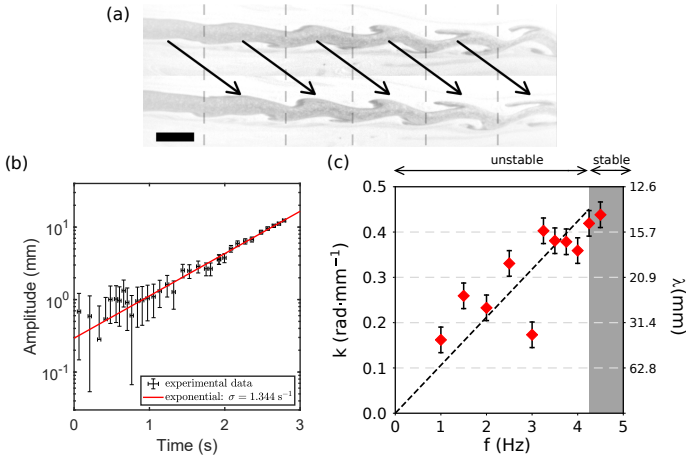 (a)
(b)
Amplitude (mm)
10¹
10⁰
10⁻¹
0
1
2
3
Time (s)
experimental data
exponential: σ = 1.344 s⁻¹
(c)
unstable
stable
k (rad·mm⁻¹)
0.5
0.4
0.3
0.2
0.1
0.0
12.6
15.7
20.9
31.4
62.8
λ(mm)
0
1
2
3
4
5
f (Hz)